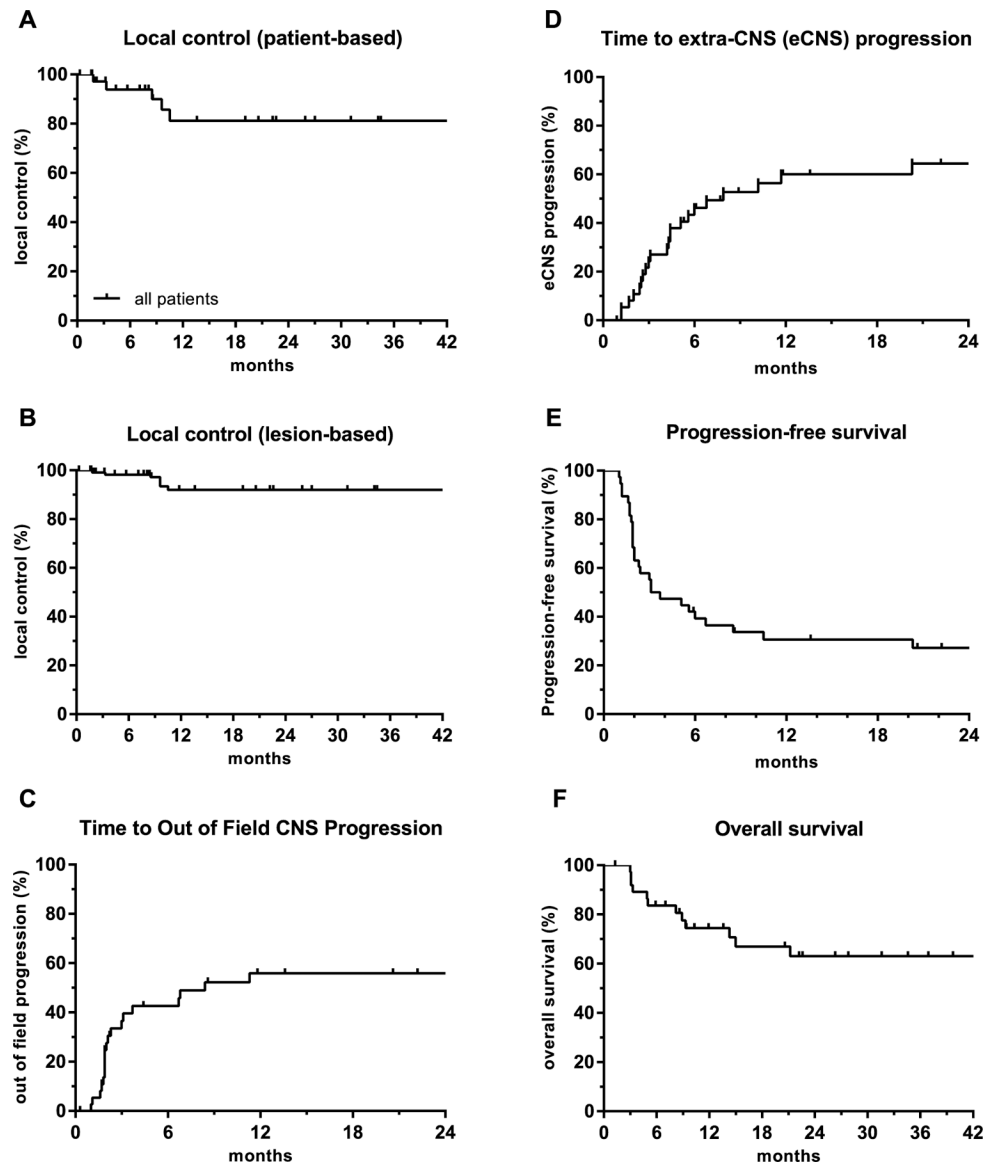 A
Local control (patient-based)
local control (%)
100
80
60
40
20
0
all patients
0 6 12 18 24 30 36 42
months
B
Local control (lesion-based)
local control (%)
100
80
60
40
20
0
0 6 12 18 24 30 36 42
months
C
Time to Out of Field CNS Progression
out of field progression (%)
100
80
60
40
20
0
0 6 12 18 24
months
D
Time to extra-CNS (eCNS) progression
eCNS progression (%)
100
80
60
40
20
0
0 6 12 18 24
months
E
Progression-free survival
Progression-free survival (%)
100
80
60
40
20
0
0 6 12 18 24
months
F
Overall survival
overall survival (%)
100
80
60
40
20
0
0 6 12 18 24 30 36 42
months